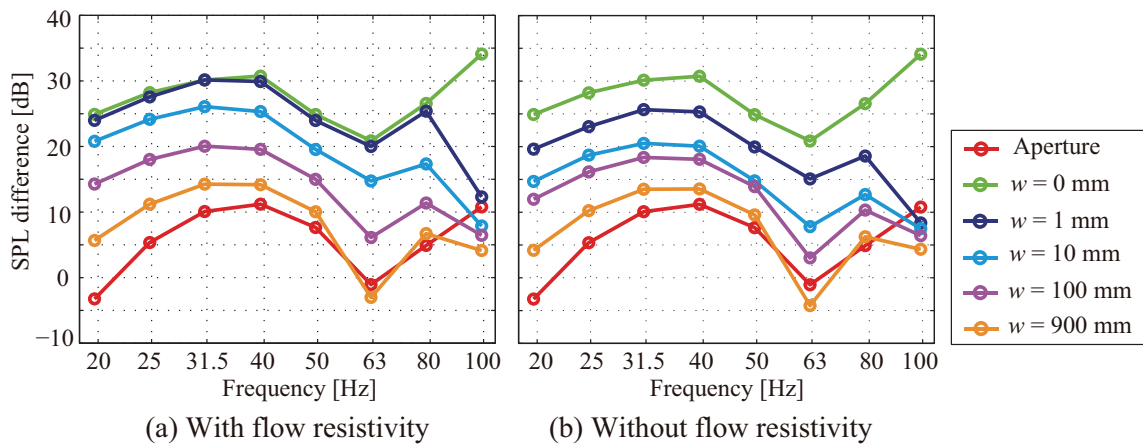 SPL difference [dB]
40
30
20
10
0
−10
20 25 31.5 40 50 63 80 100
Frequency [Hz]
(a) With flow resistivity
20 25 31.5 40 50 63 80 100
Frequency [Hz]
(b) Without flow resistivity
Aperture
w = 0 mm
w = 1 mm
w = 10 mm
w = 100 mm
w = 900 mm